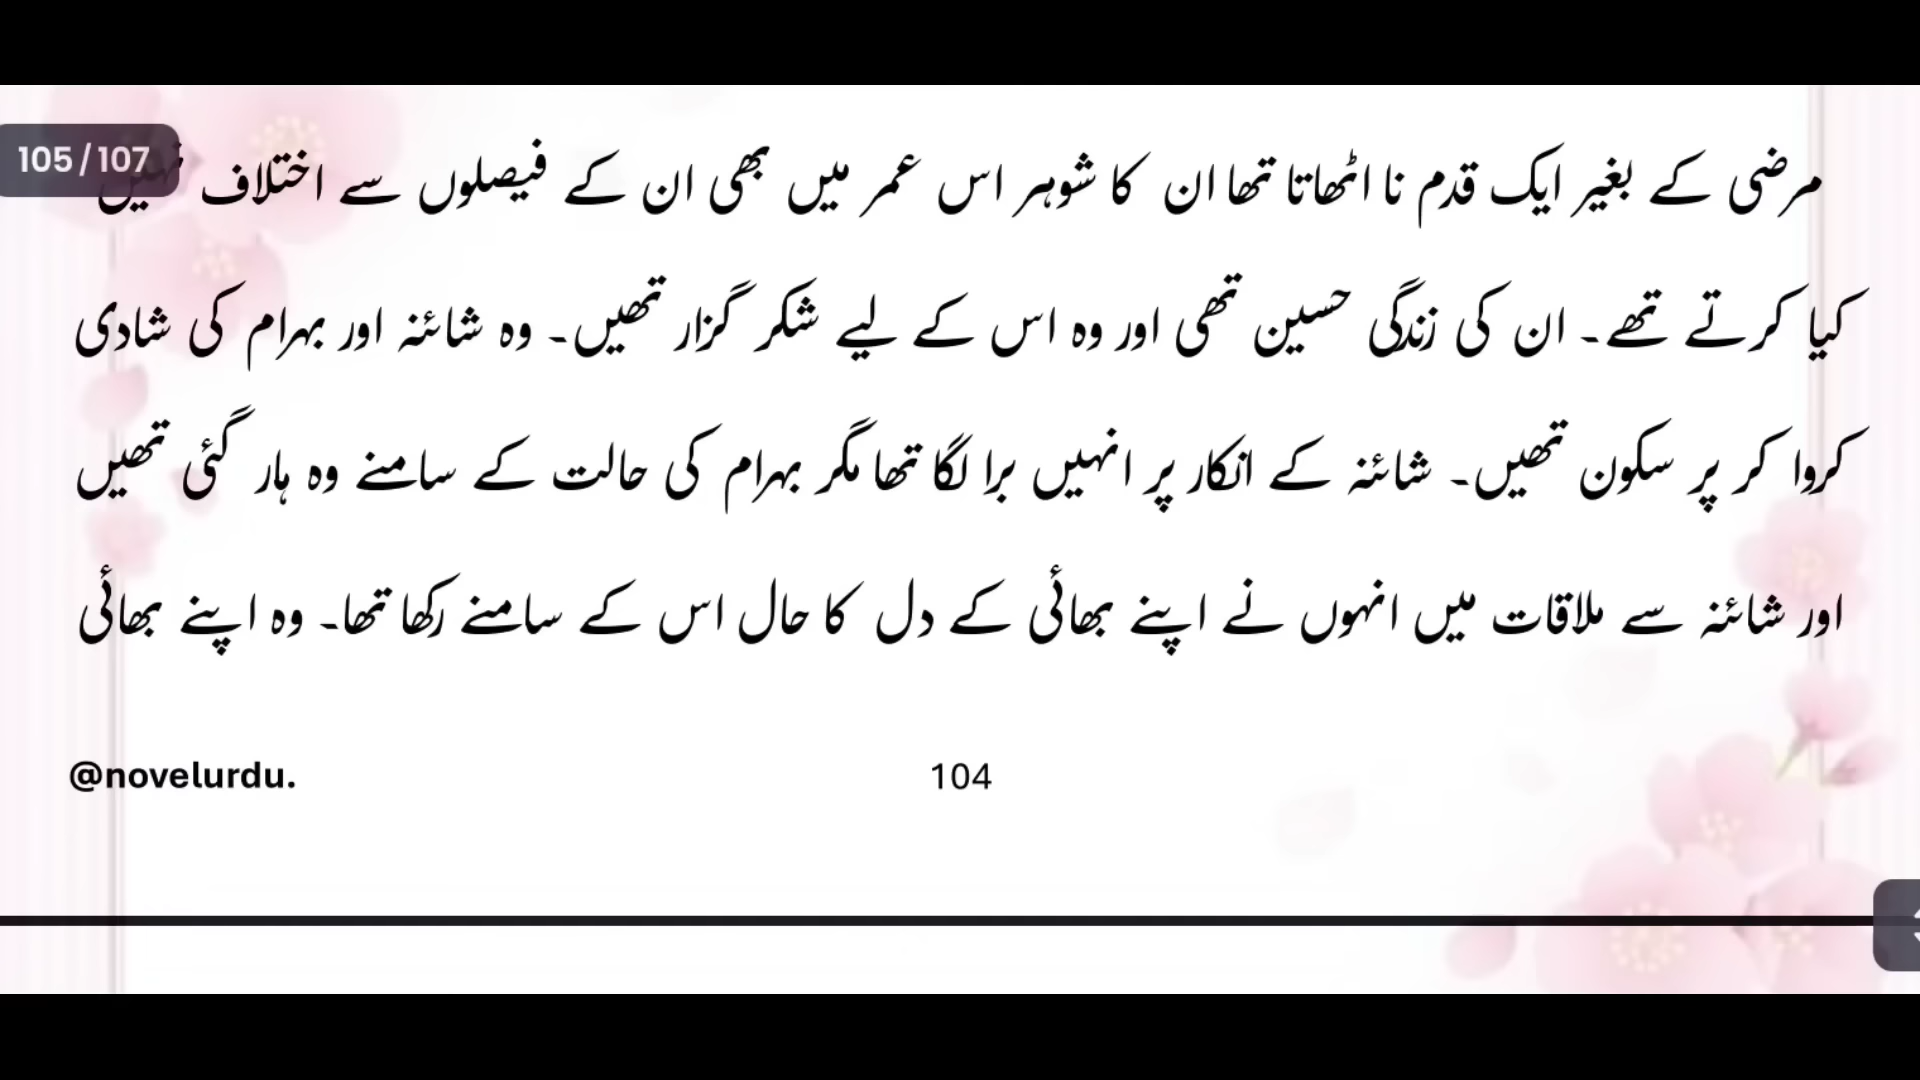 105/107
مرضی کے بغیر ایک قدم نا اٹھاتا تھا ان کا شوہر اس عمر میں بھی ان کے فیصلوں سے اختلاف نہیں
کیا کرتے تھے۔ ان کی زندگی حسین تھی اور وہ اس کے لیے شکر گزار تھیں۔ وہ شائنہ اور بہرام کی شادی
کروا کر پر سکون تھیں۔ شائنہ کے انکار پر انہیں برا لگا تھا مگر بہرام کی حالت کے سامنے وہ ہار گئی تھیں
اور شائنہ سے ملاقات میں انہوں نے اپنے بھائی کے دل کا حال اس کے سامنے رکھا تھا۔ وہ اپنے بھائی
@novelurdu.
104